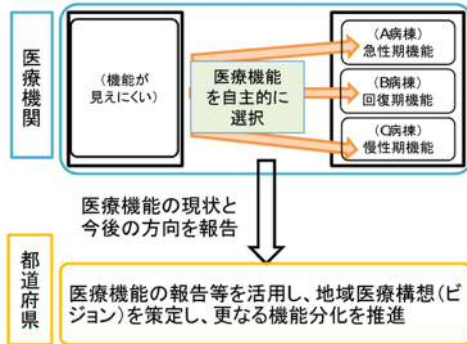 医療機関
(機能が
見えにくい)
医療機能
を自主的に
選択
(A病棟)
急性期機能
(B病棟)
回復期機能
(C病棟)
慢性期機能
医療機能の現状と
今後の方向を報告
都道府県
医療機能の報告等を活用し、地域医療構想(ビ
ジョン)を策定し、更なる機能分化を推進